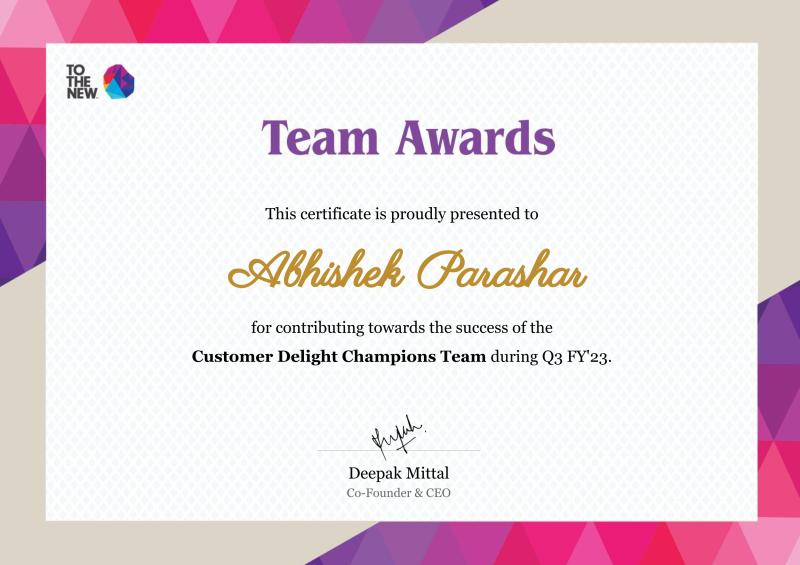 TO
THE
NEW
Team Awards
This certificate is proudly presented to
Abhishek Parashar
for contributing towards the success of the
Customer Delight Champions Team during Q3 FY'23.
Deepak Mittal
Co-Founder & CEO